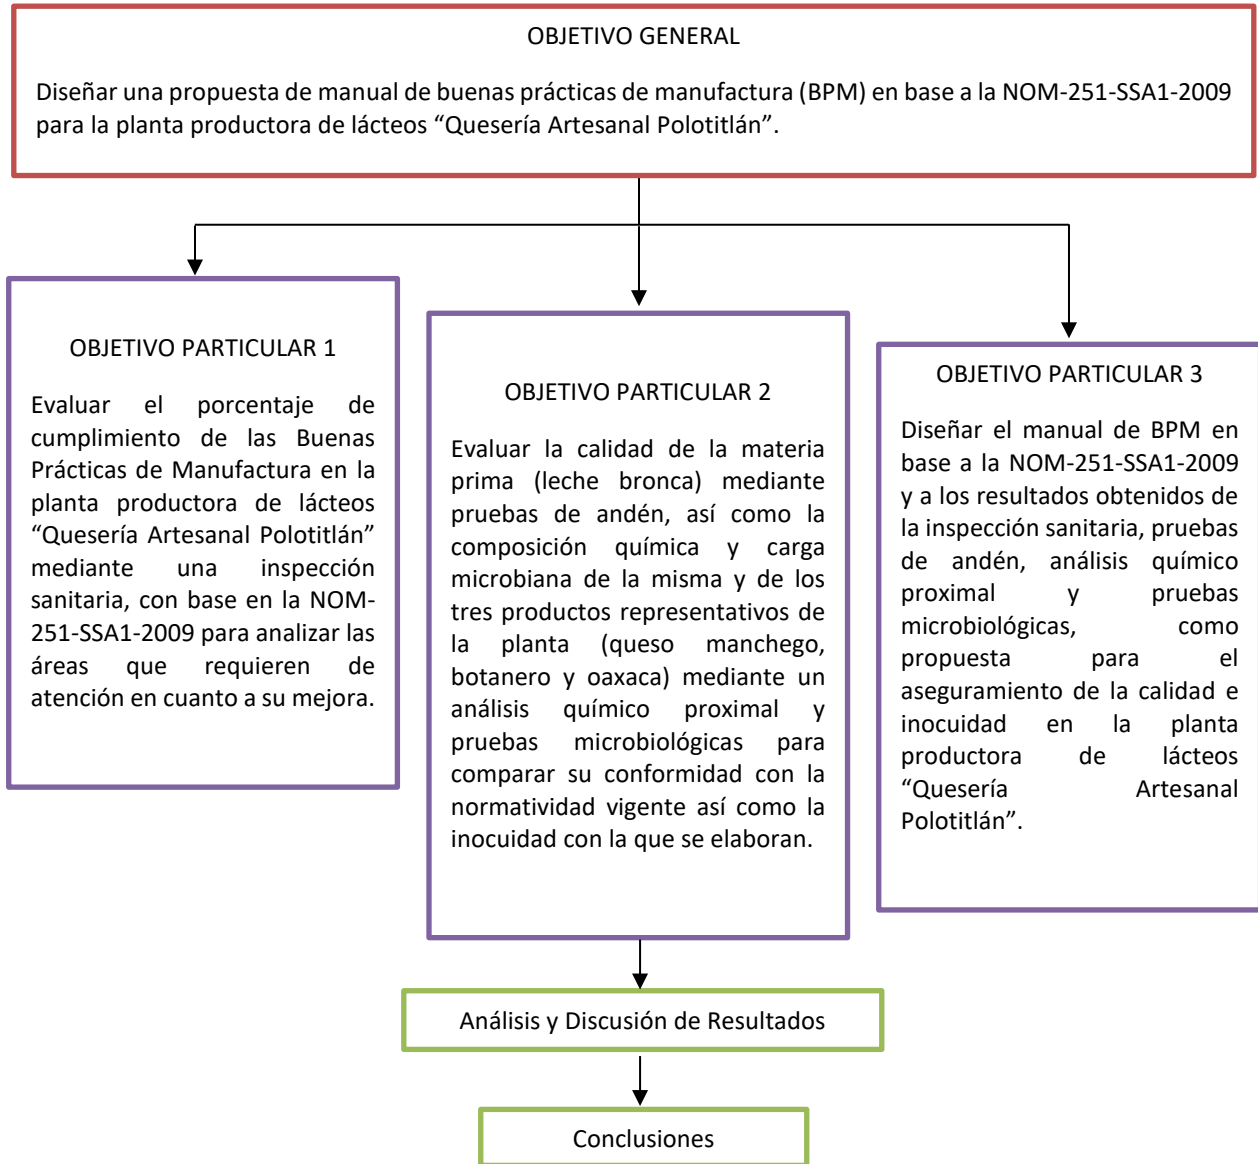 OBJETIVO GENERAL
Diseñar una propuesta de manual de buenas prácticas de manufactura (BPM) en base a la NOM-251-SSA1-2009
para la planta productora de lácteos “Quesería Artesanal Polotitlán”.
OBJETIVO PARTICULAR 1
Evaluar el porcentaje de
cumplimiento de las Buenas
Prácticas de Manufactura en la
planta productora de lácteos
“Quesería Artesanal Polotitlán”
mediante una inspección
sanitaria, con base en la NOM-
251-SSA1-2009 para analizar las
áreas que requieren de
atención en cuanto a su mejora.
OBJETIVO PARTICULAR 2
Evaluar la calidad de la materia
prima (leche bronca) mediante
pruebas de andén, así como la
composición química y carga
microbiana de la misma y de los
tres productos representativos de
la planta (queso manchego,
botanero y oaxaca) mediante un
análisis químico proximal y
pruebas microbiológicas para
comparar su conformidad con la
normatividad vigente así como la
inocuidad con la que se elaboran.
OBJETIVO PARTICULAR 3
Diseñar el manual de BPM en
base a la NOM-251-SSA1-2009
y a los resultados obtenidos de
la inspección sanitaria, pruebas
de andén, análisis químico
proximal y pruebas
microbiológicas, como
propuesta para el
aseguramiento de la calidad e
inocuidad en la planta
productora de lácteos
“Quesería Artesanal
Polotitlán”.
Análisis y Discusión de Resultados
Conclusiones